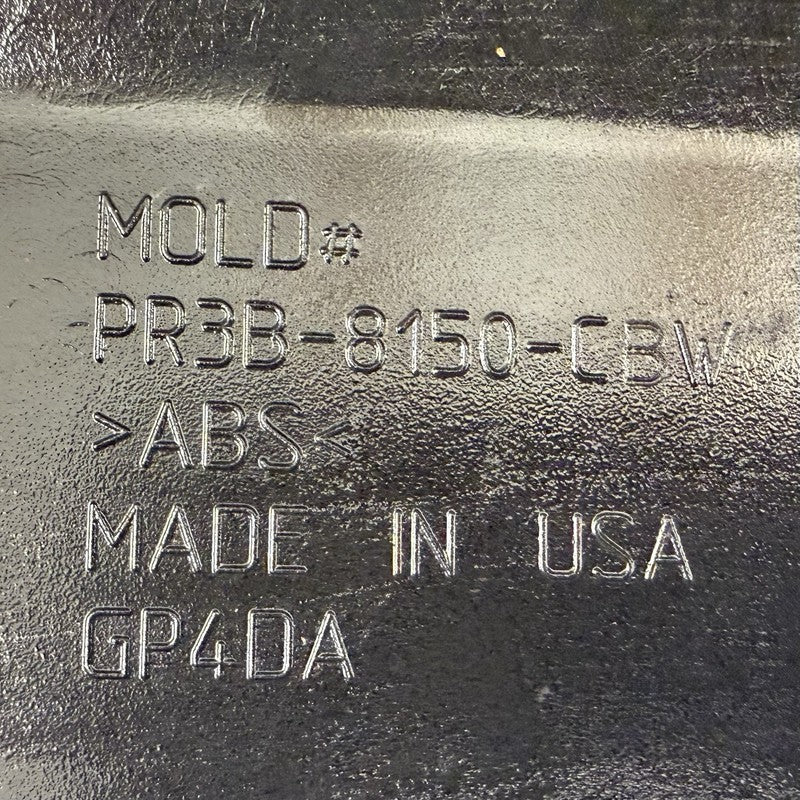 MOLD#
PR3B-8150-CBW
>ABS<
MADE IN USA
GP4DA